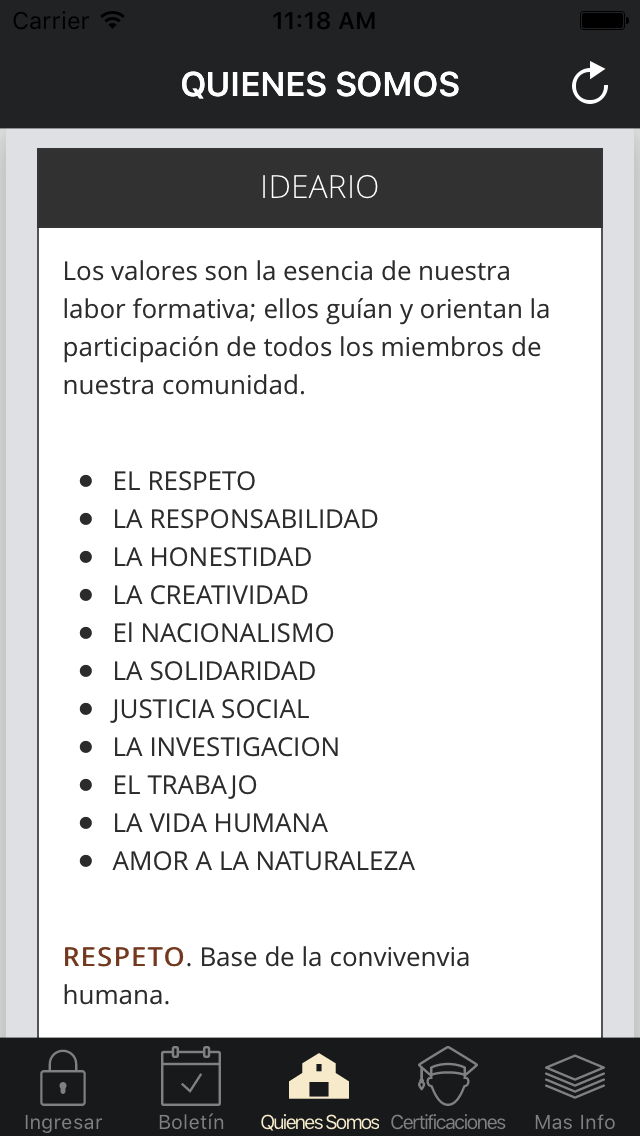 Carrier 11:18 AM
QUIENES SOMOS
IDEARIO
Los valores son la esencia de nuestra
labor formativa; ellos guían y orientan la
participación de todos los miembros de
nuestra comunidad.
• EL RESPETO
• LA RESPONSABILIDAD
• LA HONESTIDAD
• LA CREATIVIDAD
• El NACIONALISMO
• LA SOLIDARIDAD
• JUSTICIA SOCIAL
• LA INVESTIGACION
• EL TRABAJO
• LA VIDA HUMANA
• AMOR A LA NATURALEZA
RESPETO. Base de la convivenvia
humana.
Ingresar Boletín Quienes Somos Certificaciones Mas Info